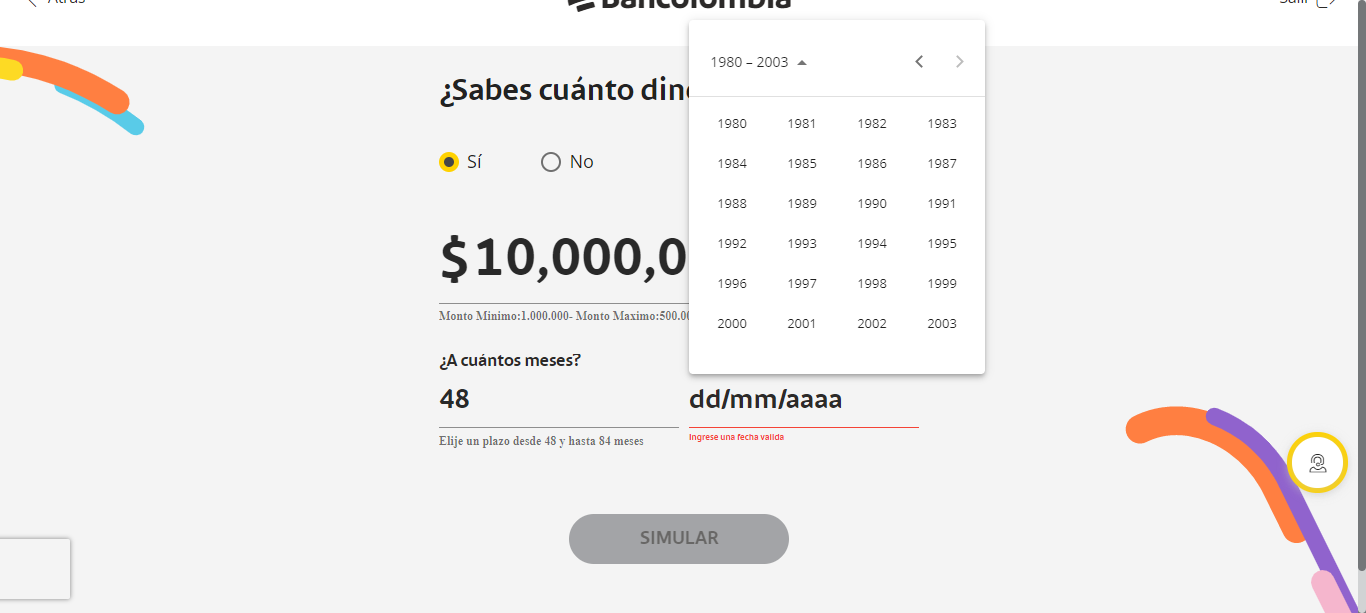 Atrás
Bancolombia
Salir
1980 – 2003
¿Sabes cuánto din
1980 1981 1982 1983
Sí No
1984 1985 1986 1987
1988 1989 1990 1991
$10,000,0
1992 1993 1994 1995
1996 1997 1998 1999
Monto Mínimo:1.000.000- Monto Maximo:500.00
2000 2001 2002 2003
¿A cuántos meses?
48
dd/mm/aaaa
Elije un plazo desde 48 y hasta 84 meses
Ingrese una fecha valida
SIMULAR